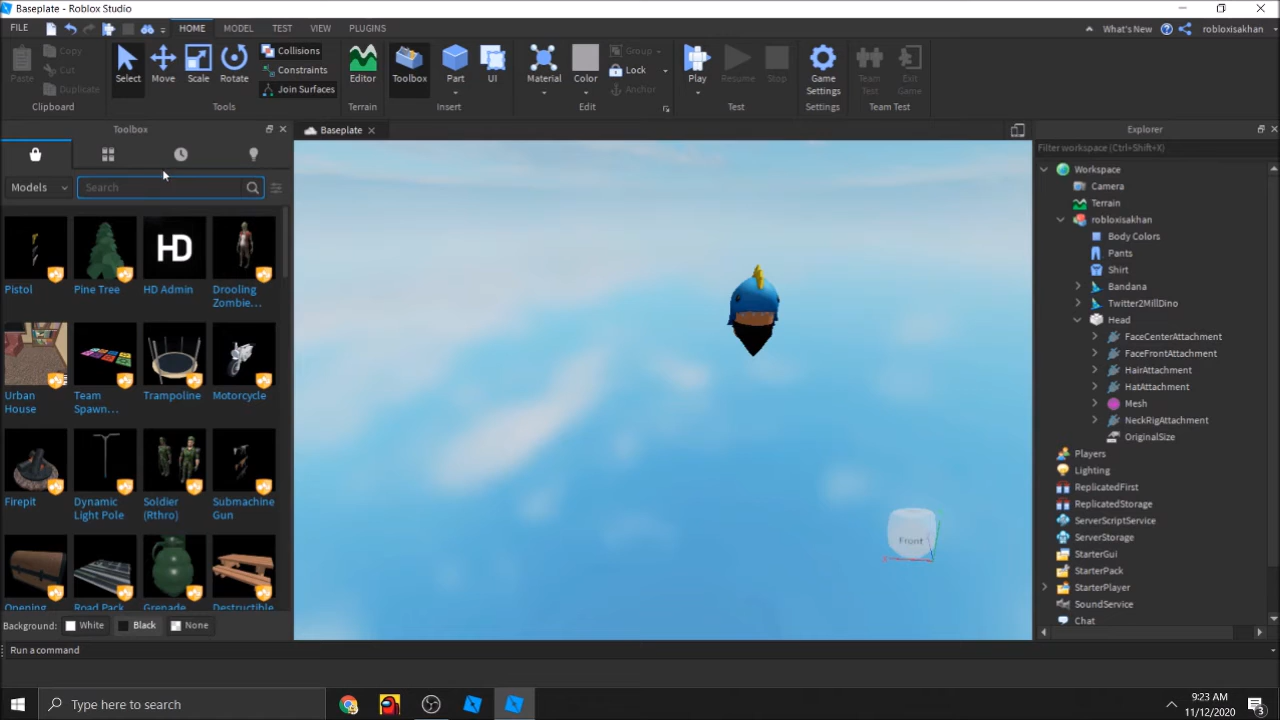 Baseplate - Roblox Studio
FILE HOME MODEL TEST VIEW PLUGINS What's New robloxisakhan
Paste Copy Cut Duplicate Select Move Scale Rotate Collisions Constraints Join Surfaces Editor Toolbox Part UI Material Color Group Lock Anchor Play Resume Stop Game Settings Team Test Exit Game
Clipboard Tools Terrain Insert Edit Test Settings Team Test
Toolbox
Baseplate
Explorer
Models Search
Filter workspace (Ctrl+Shift+X)
HD
Pistol Pine Tree HD Admin Drooling Zombie...
Urban House Team Spawn... Trampoline Motorcycle
Firepit Dynamic Light Pole Soldier (Rthro) Submachine Gun
Opening Road Pack Grenade Destructible
Background: White Black None
Front
Workspace
Camera
Terrain
robloxisakhan
Body Colors
Pants
Shirt
Bandana
Twitter2MillDino
Head
FaceCenterAttachment
FaceFrontAttachment
HairAttachment
HatAttachment
Mesh
NeckRigAttachment
OriginalSize
Players
Lighting
ReplicatedFirst
ReplicatedStorage
ServerScriptService
ServerStorage
StarterGui
StarterPack
StarterPlayer
SoundService
Chat
Run a command
Type here to search
9:23 AM
11/12/2020
3